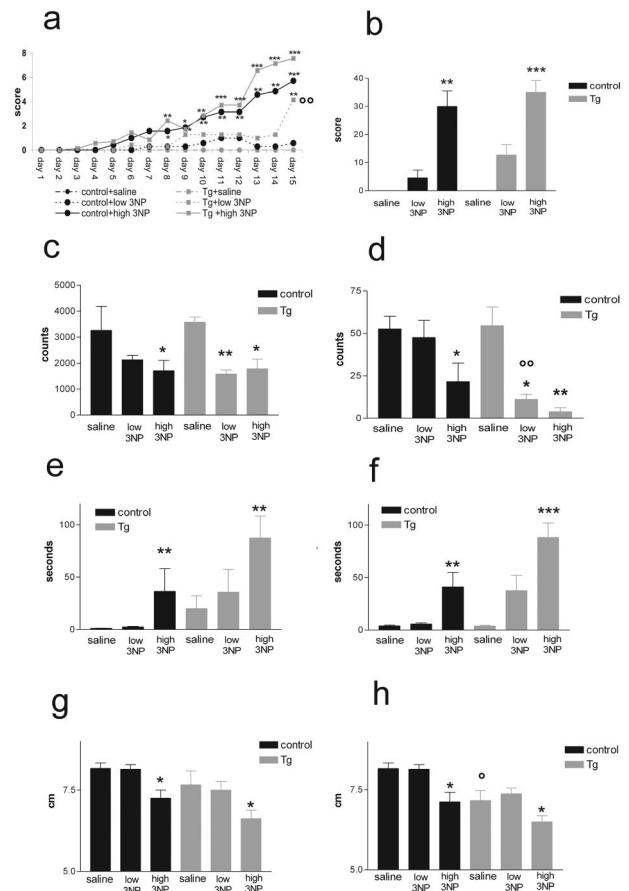 a
8
6
4
2
0
score
*** *** ***
*** ***
** ** ** ** **
** ** ** ** °°
day 1 day 2 day 3 day 4 day 5 day 6 day 7 day 8 day 9 day 10 day 11 day 12 day 13 day 14 day 15
control+saline Tg+saline
control+low 3NP Tg+low 3NP
control+high 3NP Tg +high 3NP
b
40
30
20
10
0
score
** ***
control
Tg
saline low 3NP high 3NP saline low 3NP high 3NP
c
5000
4000
3000
2000
1000
0
counts
* ** *
control
Tg
saline low 3NP high 3NP saline low 3NP high 3NP
d
75
50
25
0
counts
°°
* * **
control
Tg
saline low 3NP high 3NP saline low 3NP high 3NP
e
100
50
0
seconds
** **
control
Tg
saline low 3NP high 3NP saline low 3NP high 3NP
f
100
50
0
seconds
** ***
control
Tg
saline low 3NP high 3NP saline low 3NP high 3NP
g
7.5
5.0
cm
* *
control
Tg
saline low 3NP high 3NP saline low 3NP high 3NP
h
7.5
5.0
cm
* ° *
control
Tg
saline low 3NP high 3NP saline low 3NP high 3NP